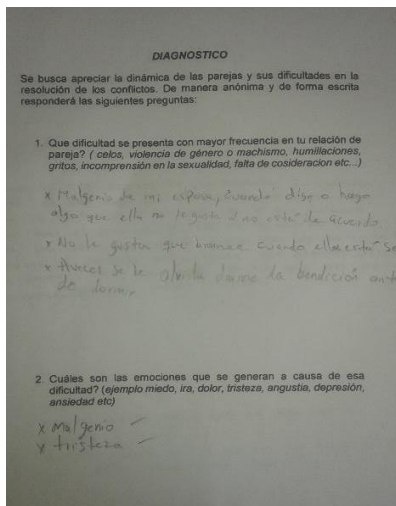 DIAGNOSTICO
Se busca apreciar la dinámica de las parejas y sus dificultades en la
resolución de los conflictos. De manera anónima y de forma escrita
responderá las siguientes preguntas:
1. Que dificultad se presenta con mayor frecuencia en tu relación de
pareja? ( celos, violencia de género o machismo, humillaciones,
gritos, incomprensión en la sexualidad, falta de cosideracion etc...)
x Malgenio de mi esposa, cuando digo o hago
algo que ella no le gusta o no está de acuerdo
x No le gusta que bromee cuando ella está se
x Aveces se le olvida darme la bendición ant
de dormir
2. Cuáles son las emociones que se generan a causa de esa
dificultad? (ejemplo miedo, ira, dolor, tristeza, angustia, depresión,
ansiedad etc)
x Malgenio
x tristeza